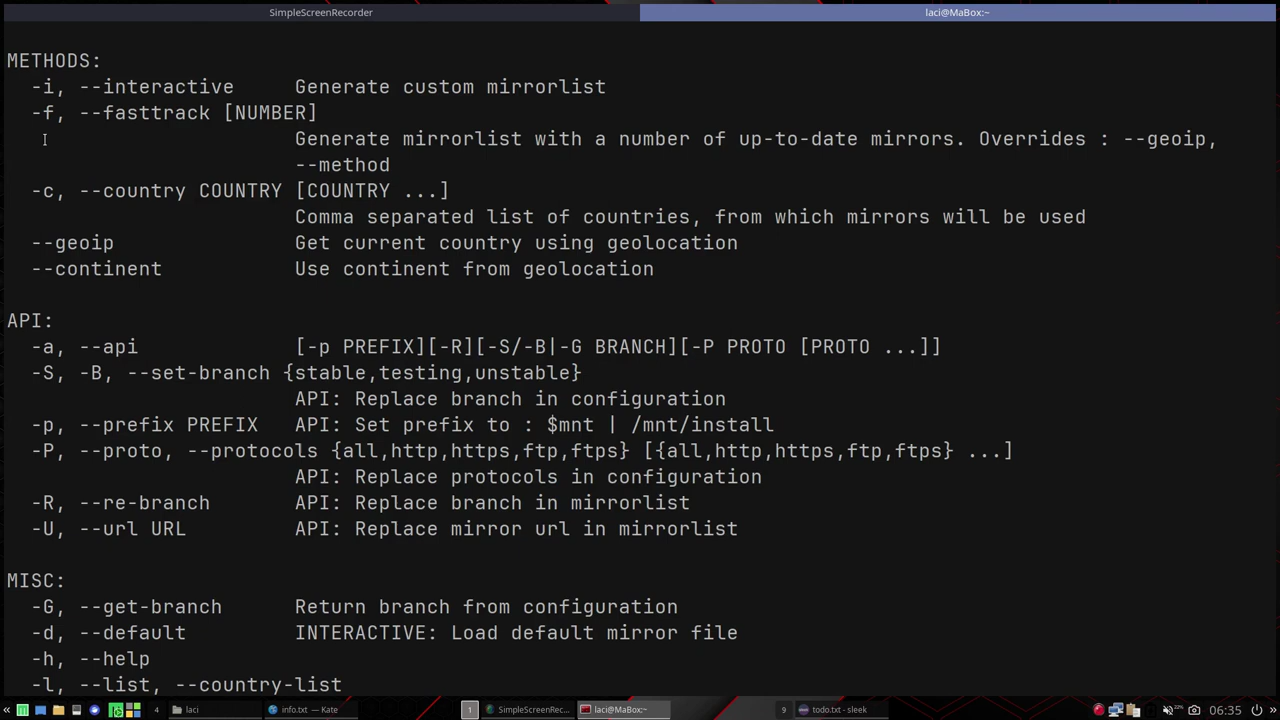 SimpleScreenRecorder laci@MaBox:~
METHODS:
-i, --interactive Generate custom mirrorlist
-f, --fasttrack [NUMBER]
Generate mirrorlist with a number of up-to-date mirrors. Overrides : --geoip,
--method
-c, --country COUNTRY [COUNTRY ...]
Comma separated list of countries, from which mirrors will be used
--geoip Get current country using geolocation
--continent Use continent from geolocation
API:
-a, --api [-p PREFIX][-R][-S/-B|-G BRANCH][-P PROTO [PROTO ...]]
-S, -B, --set-branch {stable,testing,unstable}
API: Replace branch in configuration
-p, --prefix PREFIX API: Set prefix to : $mnt | /mnt/install
-P, --proto, --protocols {all,http,https,ftp,ftps} [{all,http,https,ftp,ftps} ...]
API: Replace protocols in configuration
-R, --re-branch API: Replace branch in mirrorlist
-U, --url URL API: Replace mirror url in mirrorlist
MISC:
-G, --get-branch Return branch from configuration
-d, --default INTERACTIVE: Load default mirror file
-h, --help
-l, --list, --country-list
4 laci info.txt — Kate 1 SimpleScreenRec... laci@MaBox:~ 9 todo.txt - sleek 22% 06:35